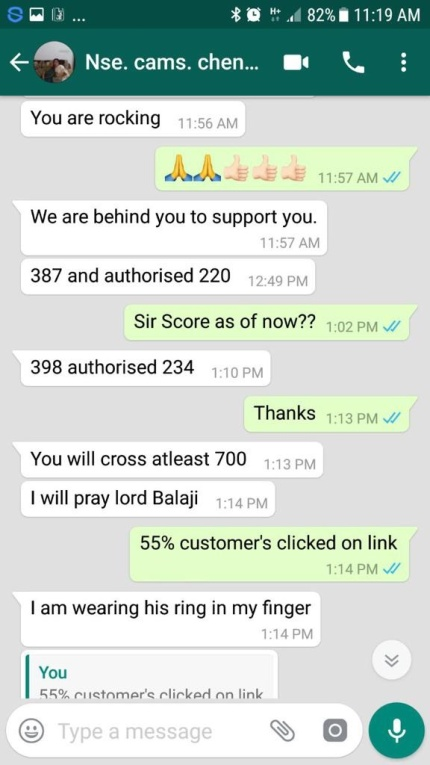 S ... H+ 82% 11:19 AM
Nse. cams. chen...
You are rocking 11:56 AM
🙏🙏👍🏻👍🏻👍🏻 11:57 AM
We are behind you to support you.
11:57 AM
387 and authorised 220 12:49 PM
Sir Score as of now?? 1:02 PM
398 authorised 234 1:10 PM
Thanks 1:13 PM
You will cross atleast 700 1:13 PM
I will pray lord Balaji 1:14 PM
55% customer's clicked on link
1:14 PM
I am wearing his ring in my finger
1:14 PM
You
55% customer's clicked on link
Type a message